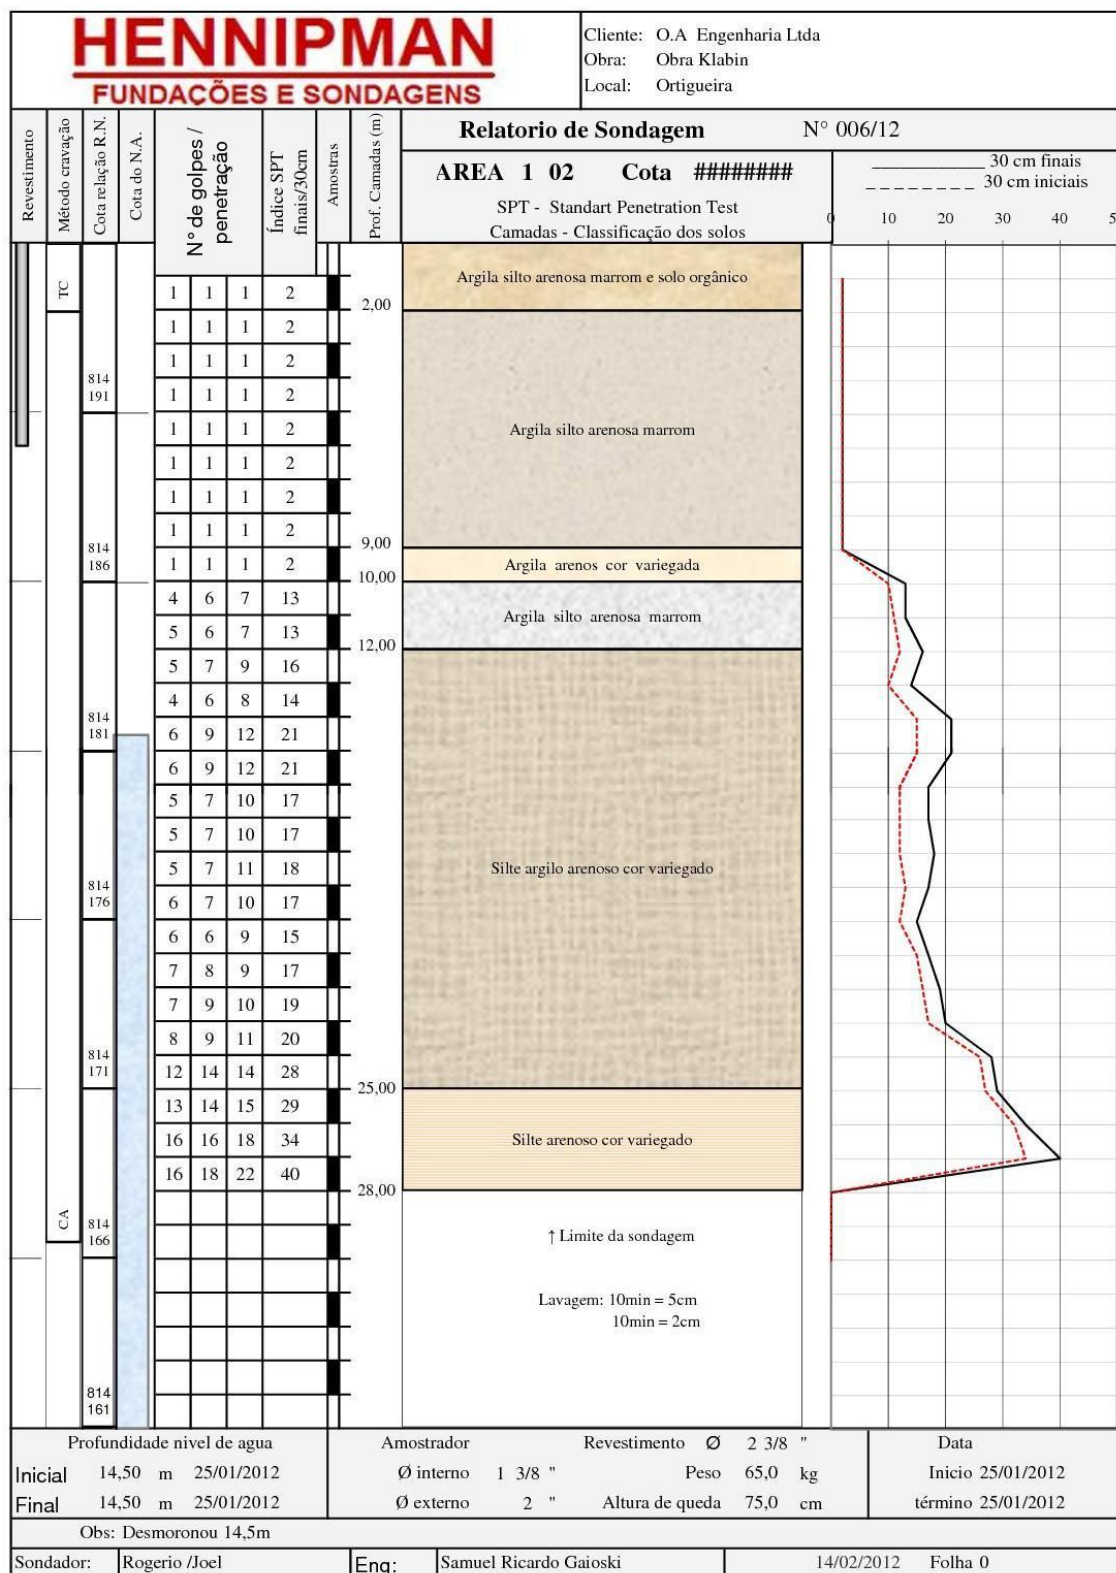 HENNIPMAN
FUNDAÇÕES E SONDAGENS
Cliente: O.A Engenharia Ltda
Obra: Obra Klabin
Local: Ortigueira
Revestimento
Método cravação
Cota relação R.N.
Cota do N.A.
N° de golpes / penetração
Índice SPT finais/30cm
Amostras
Prof. Camadas (m)
Relatorio de Sondagem N° 006/12
AREA 1 02 Cota ########
SPT - Standart Penetration Test
Camadas - Classificação dos solos
___________ 30 cm finais
_ _ _ _ _ _ _ _ 30 cm iniciais
0 10 20 30 40 5
TC
Argila silto arenosa marrom e solo orgânico
1 1 1 2
2,00
1 1 1 2
1 1 1 2
814
191
1 1 1 2
1 1 1 2
Argila silto arenosa marrom
1 1 1 2
1 1 1 2
1 1 1 2
9,00
814
186
1 1 1 2
Argila arenos cor variegada
10,00
4 6 7 13
Argila silto arenosa marrom
5 6 7 13
12,00
5 7 9 16
4 6 8 14
814
181
6 9 12 21
6 9 12 21
5 7 10 17
5 7 10 17
5 7 11 18
Silte argilo arenoso cor variegado
814
176
6 7 10 17
6 6 9 15
7 8 9 17
7 9 10 19
8 9 11 20
814
171
12 14 14 28
25,00
13 14 15 29
16 16 18 34
Silte arenoso cor variegado
16 18 22 40
28,00
CA
814
166
↑ Limite da sondagem
Lavagem: 10min = 5cm
10min = 2cm
814
161
Profundidade nivel de agua
Inicial 14,50 m 25/01/2012
Final 14,50 m 25/01/2012
Amostrador Revestimento Ø 2 3/8 "
Ø interno 1 3/8 " Peso 65,0 kg
Ø externo 2 " Altura de queda 75,0 cm
Data
Inicio 25/01/2012
término 25/01/2012
Obs: Desmoronou 14,5m
Sondador: Rogerio /Joel Eng: Samuel Ricardo Gaioski 14/02/2012 Folha 0